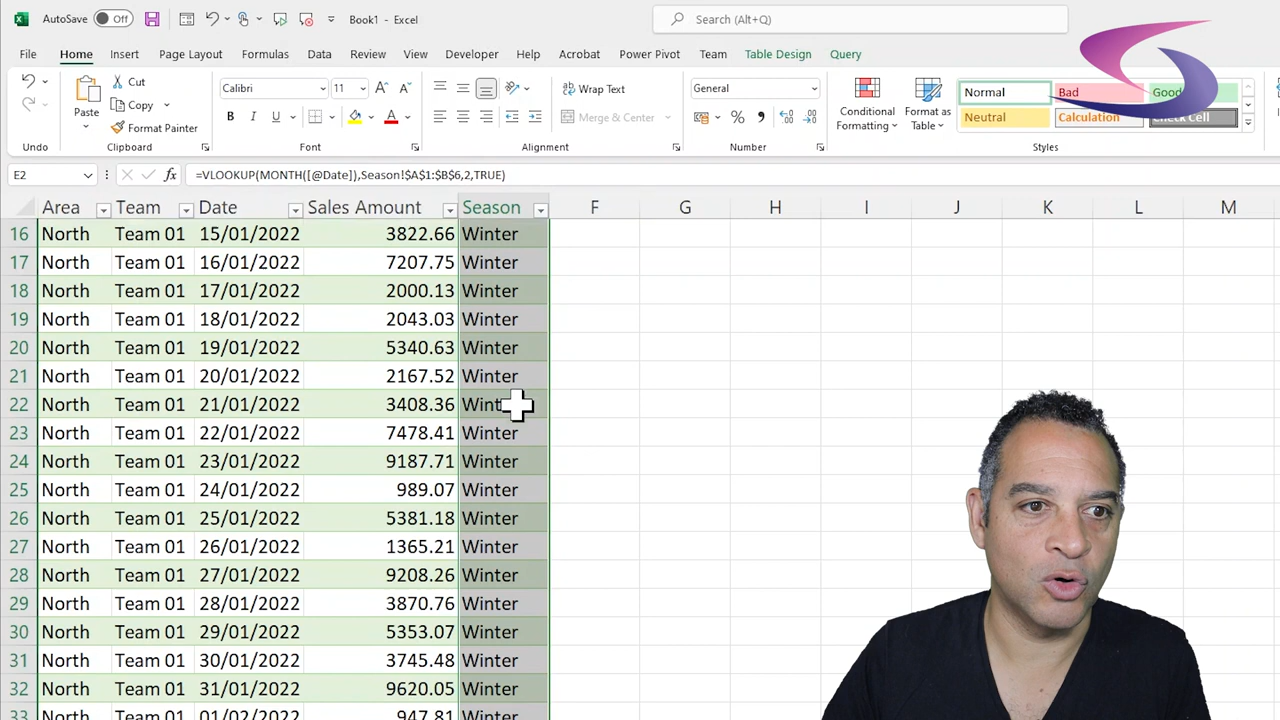 AutoSave Off Book1 - Excel Search (Alt+Q)
File Home Insert Page Layout Formulas Data Review View Developer Help Acrobat Power Pivot Team Table Design Query
Cut
Copy
Format Painter
Paste
Calibri 11
B I U
Wrap Text
Merge & Center
General
Conditional Formatting
Format as Table
Normal Bad Good
Neutral Calculation Check Cell
Undo Clipboard Font Alignment Number Styles
E2 fx =VLOOKUP(MONTH([@Date]),Season!$A$1:$B$6,2,TRUE)
Area Team Date Sales Amount Season F G H I J K L M
16 North Team 01 15/01/2022 3822.66 Winter
17 North Team 01 16/01/2022 7207.75 Winter
18 North Team 01 17/01/2022 2000.13 Winter
19 North Team 01 18/01/2022 2043.03 Winter
20 North Team 01 19/01/2022 5340.63 Winter
21 North Team 01 20/01/2022 2167.52 Winter
22 North Team 01 21/01/2022 3408.36
23 North Team 01 22/01/2022 7478.41 Winter
24 North Team 01 23/01/2022 9187.71 Winter
25 North Team 01 24/01/2022 989.07 Winter
26 North Team 01 25/01/2022 5381.18 Winter
27 North Team 01 26/01/2022 1365.21 Winter
28 North Team 01 27/01/2022 9208.26 Winter
29 North Team 01 28/01/2022 3870.76 Winter
30 North Team 01 29/01/2022 5353.07 Winter
31 North Team 01 30/01/2022 3745.48 Winter
32 North Team 01 31/01/2022 9620.05 Winter
33 North Team 01 01/02/2022 947.81 Winter